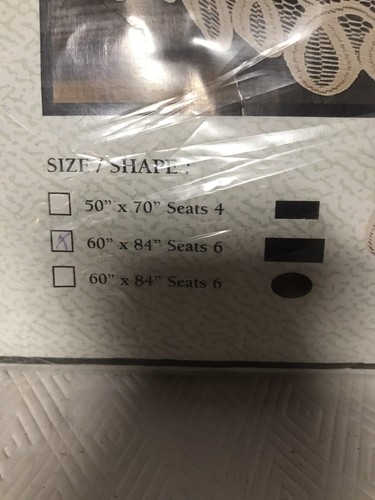 SIZE / SHAPE :
50" x 70" Seats 4
60" x 84" Seats 6
60" x 84" Seats 6